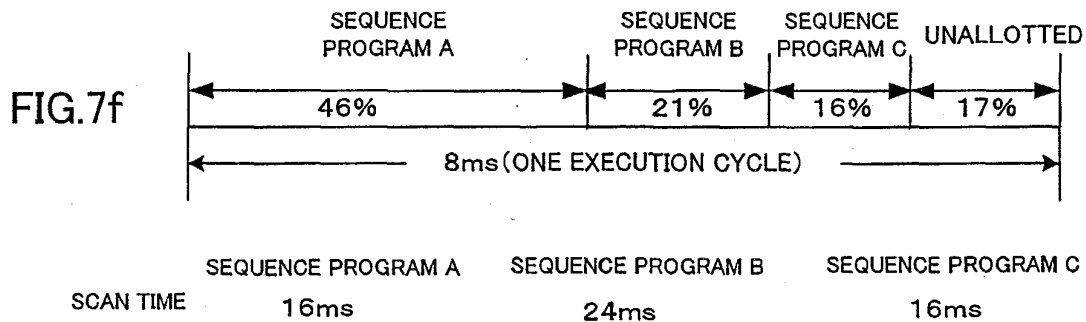 SEQUENCE PROGRAM A
SEQUENCE PROGRAM B
SEQUENCE PROGRAM C
UNALLOTTED
FIG.7f
46%
21%
16%
17%
8ms(ONE EXECUTION CYCLE)
SEQUENCE PROGRAM A
SEQUENCE PROGRAM B
SEQUENCE PROGRAM C
SCAN TIME
16ms
24ms
16ms